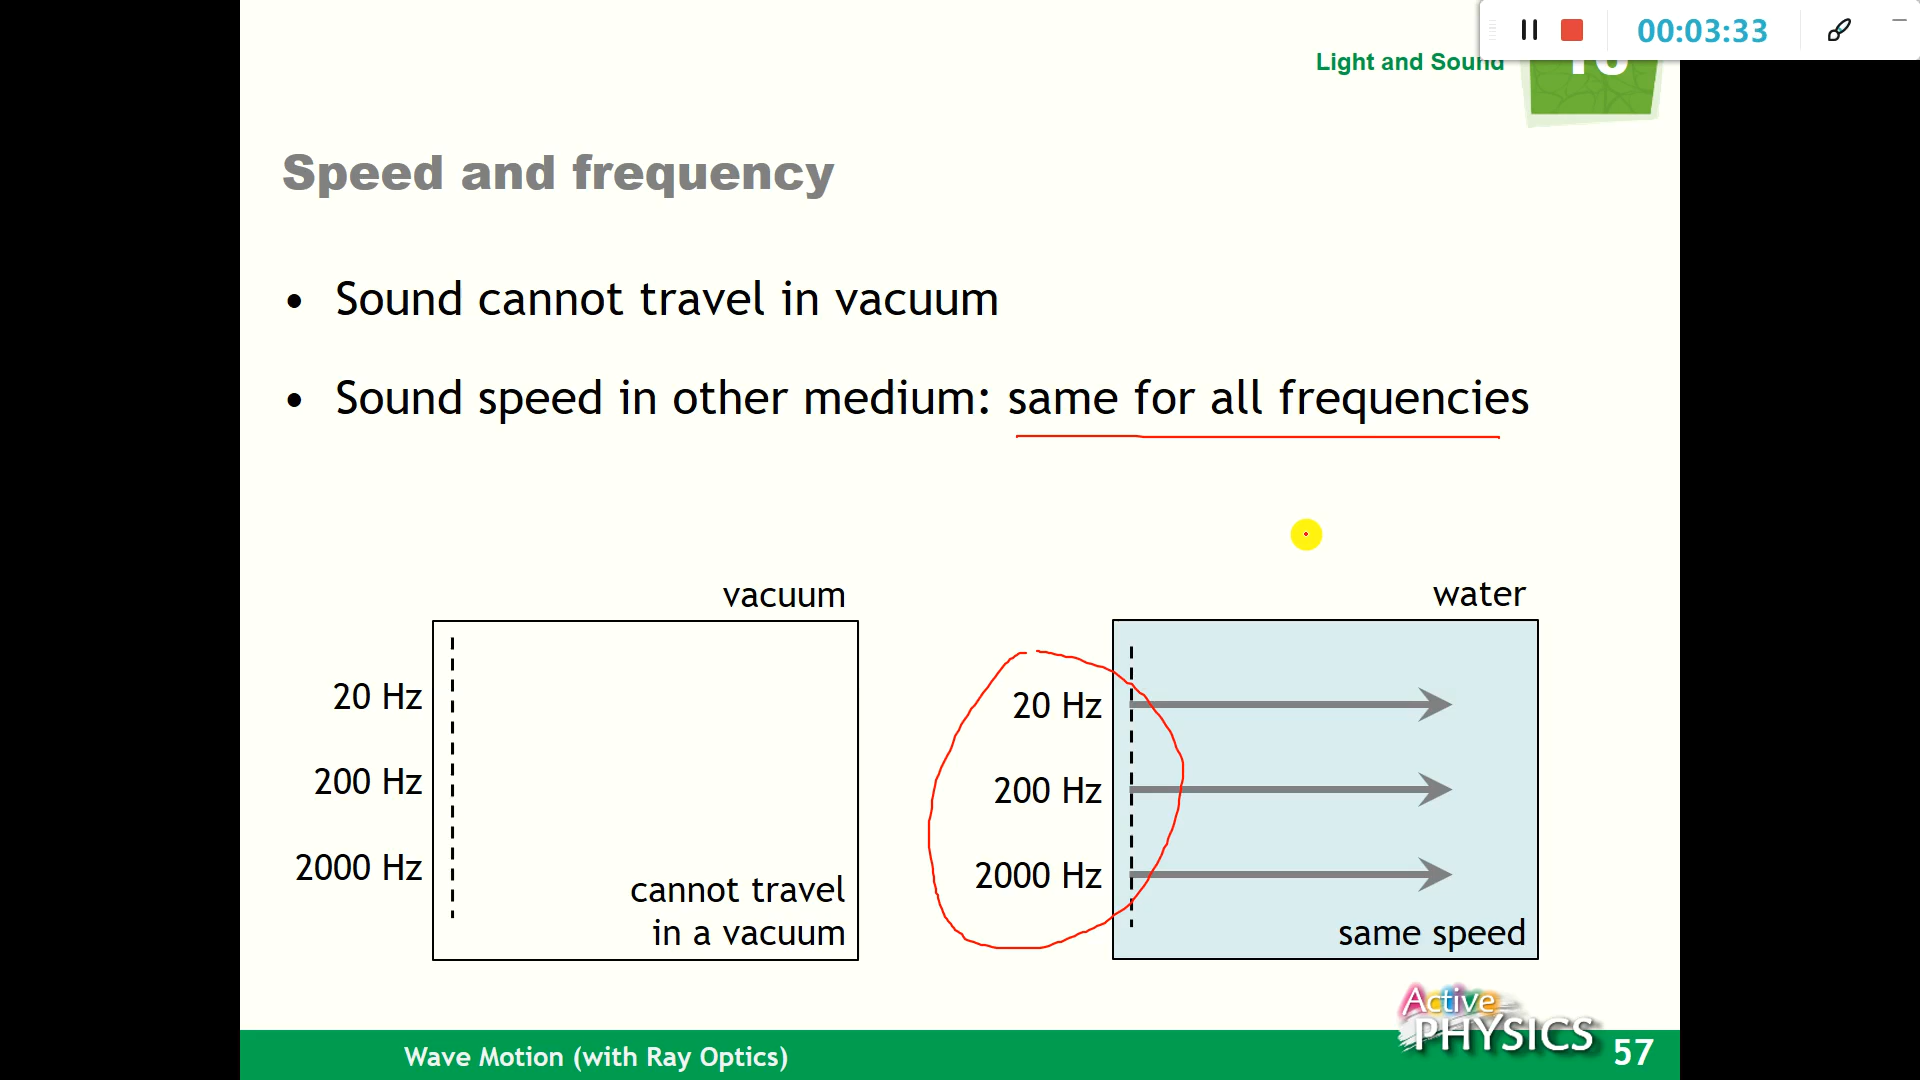 00:03:33
Light and Sound
Speed and frequency
• Sound cannot travel in vacuum
• Sound speed in other medium: same for all frequencies
vacuum
20 Hz
200 Hz
2000 Hz
cannot travel
in a vacuum
water
20 Hz
200 Hz
2000 Hz
same speed
Active
PHYSICS
Wave Motion (with Ray Optics)
57